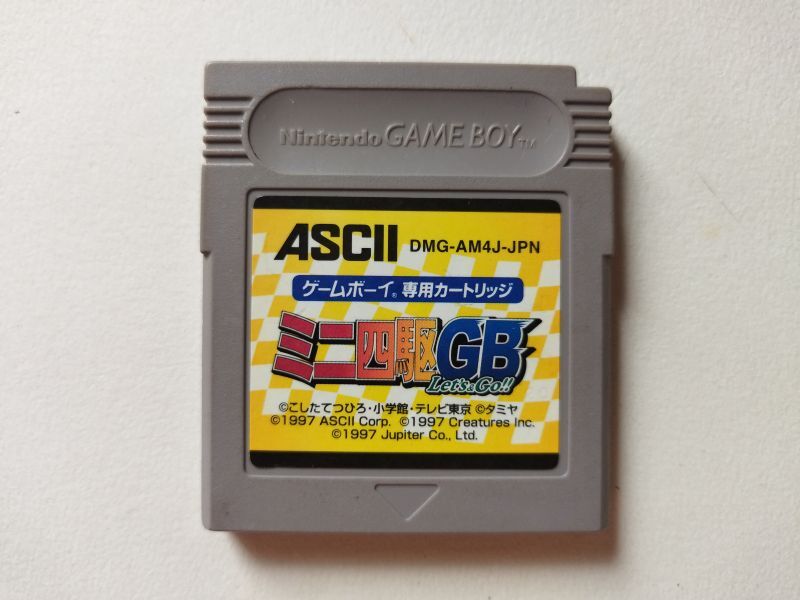 Nintendo GAME BOY™
ASCII DMG-AM4J-JPN
ゲームボーイ® 専用カートリッジ
ミニ四駆GB
Let's&Go!!
©こしたてつひろ・小学館・テレビ東京 ©タミヤ
©1997 ASCII Corp. ©1997 Creatures Inc.
©1997 Jupiter Co., Ltd.